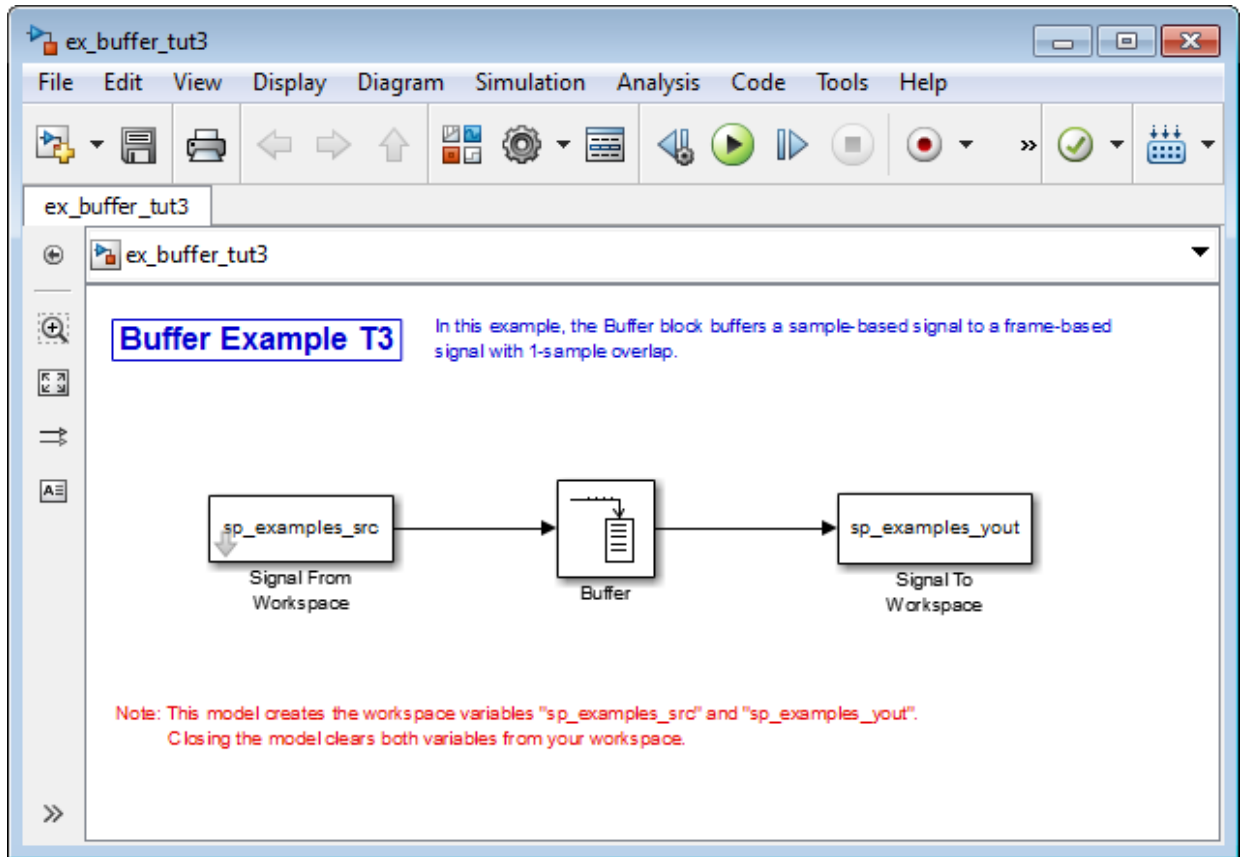 ex_buffer_tut3
File Edit View Display Diagram Simulation Analysis Code Tools Help
ex_buffer_tut3
ex_buffer_tut3
Buffer Example T3
In this example, the Buffer block buffers a sample-based signal to a frame-based
signal with 1-sample overlap.
sp_examples_src
Signal From
Workspace
Buffer
sp_examples_yout
Signal To
Workspace
Note: This model creates the workspace variables "sp_examples_src" and "sp_examples_yout".
Closing the model clears both variables from your workspace.